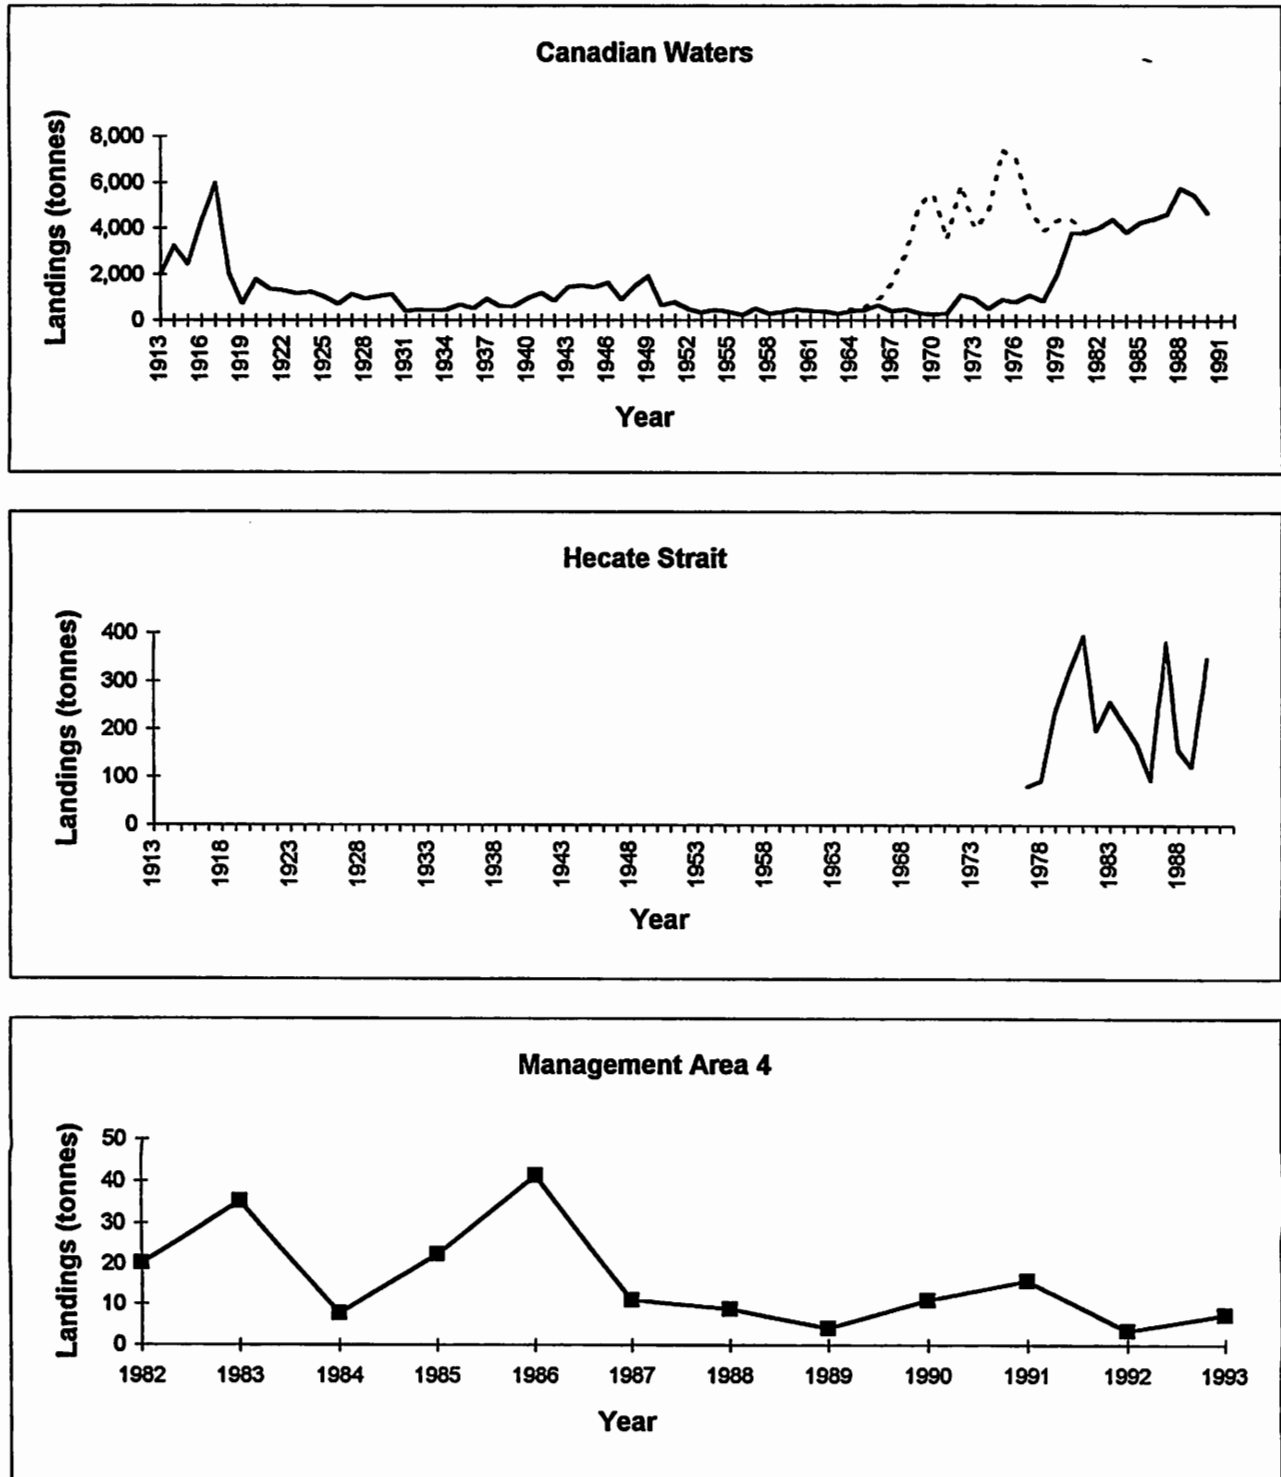 Canadian Waters
Landings (tonnes)
8,000
6,000
4,000
2,000
0
1913 1916 1919 1922 1925 1928 1931 1934 1937 1940 1943 1946 1949 1952 1955 1958 1961 1964 1967 1970 1973 1976 1979 1982 1985 1988 1991
Year
Hecate Strait
Landings (tonnes)
400
300
200
100
0
1913 1918 1923 1928 1933 1938 1943 1948 1953 1958 1963 1968 1973 1978 1983 1988
Year
Management Area 4
Landings (tonnes)
50
40
30
20
10
0
1982 1983 1984 1985 1986 1987 1988 1989 1990 1991 1992 1993
Year